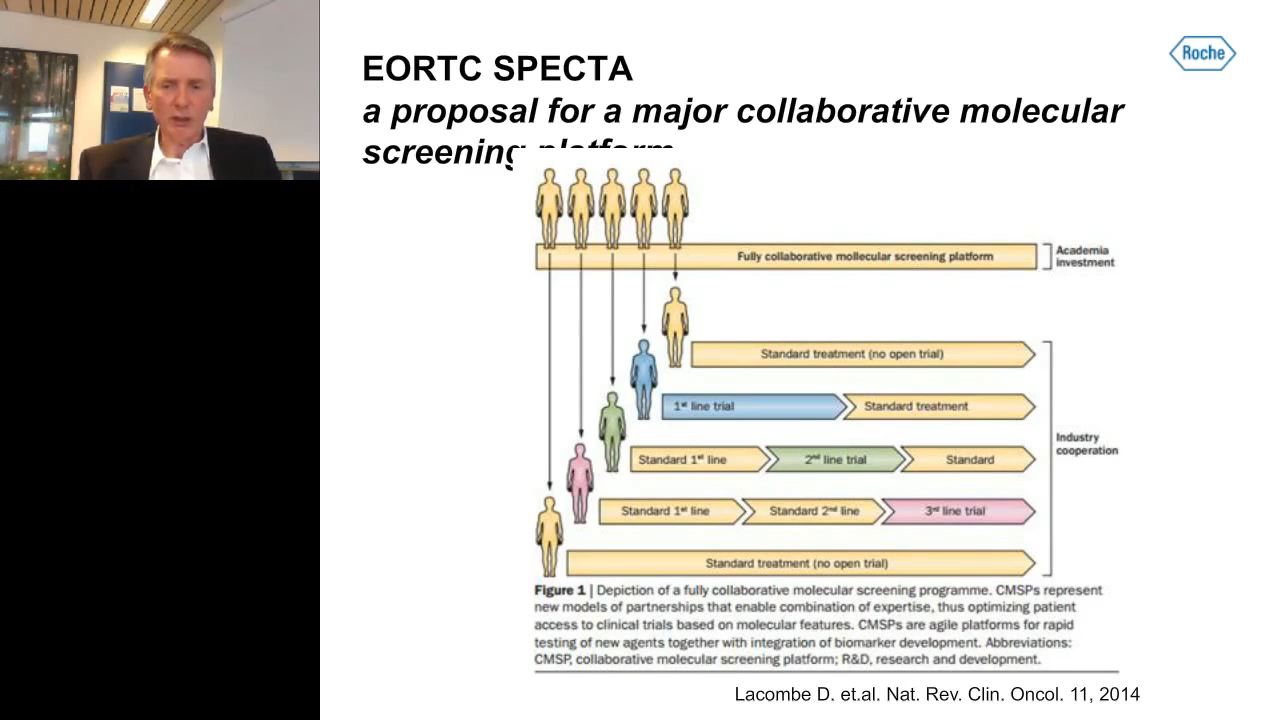 EORTC SPECTA
a proposal for a major collaborative molecular
screening platform
Roche
Fully collaborative mollecular screening platform
Academia
investment
Standard treatment (no open trial)
1st line trial
Standard treatment
Standard 1st line
2nd line trial
Standard
Industry
cooperation
Standard 1st line
Standard 2nd line
3rd line trial
Standard treatment (no open trial)
Figure 1 | Depiction of a fully collaborative molecular screening programme. CMSPs represent
new models of partnerships that enable combination of expertise, thus optimizing patient
access to clinical trials based on molecular features. CMSPs are agile platforms for rapid
testing of new agents together with integration of biomarker development. Abbreviations:
CMSP, collaborative molecular screening platform; R&D, research and development.
Lacombe D. et.al. Nat. Rev. Clin. Oncol. 11, 2014